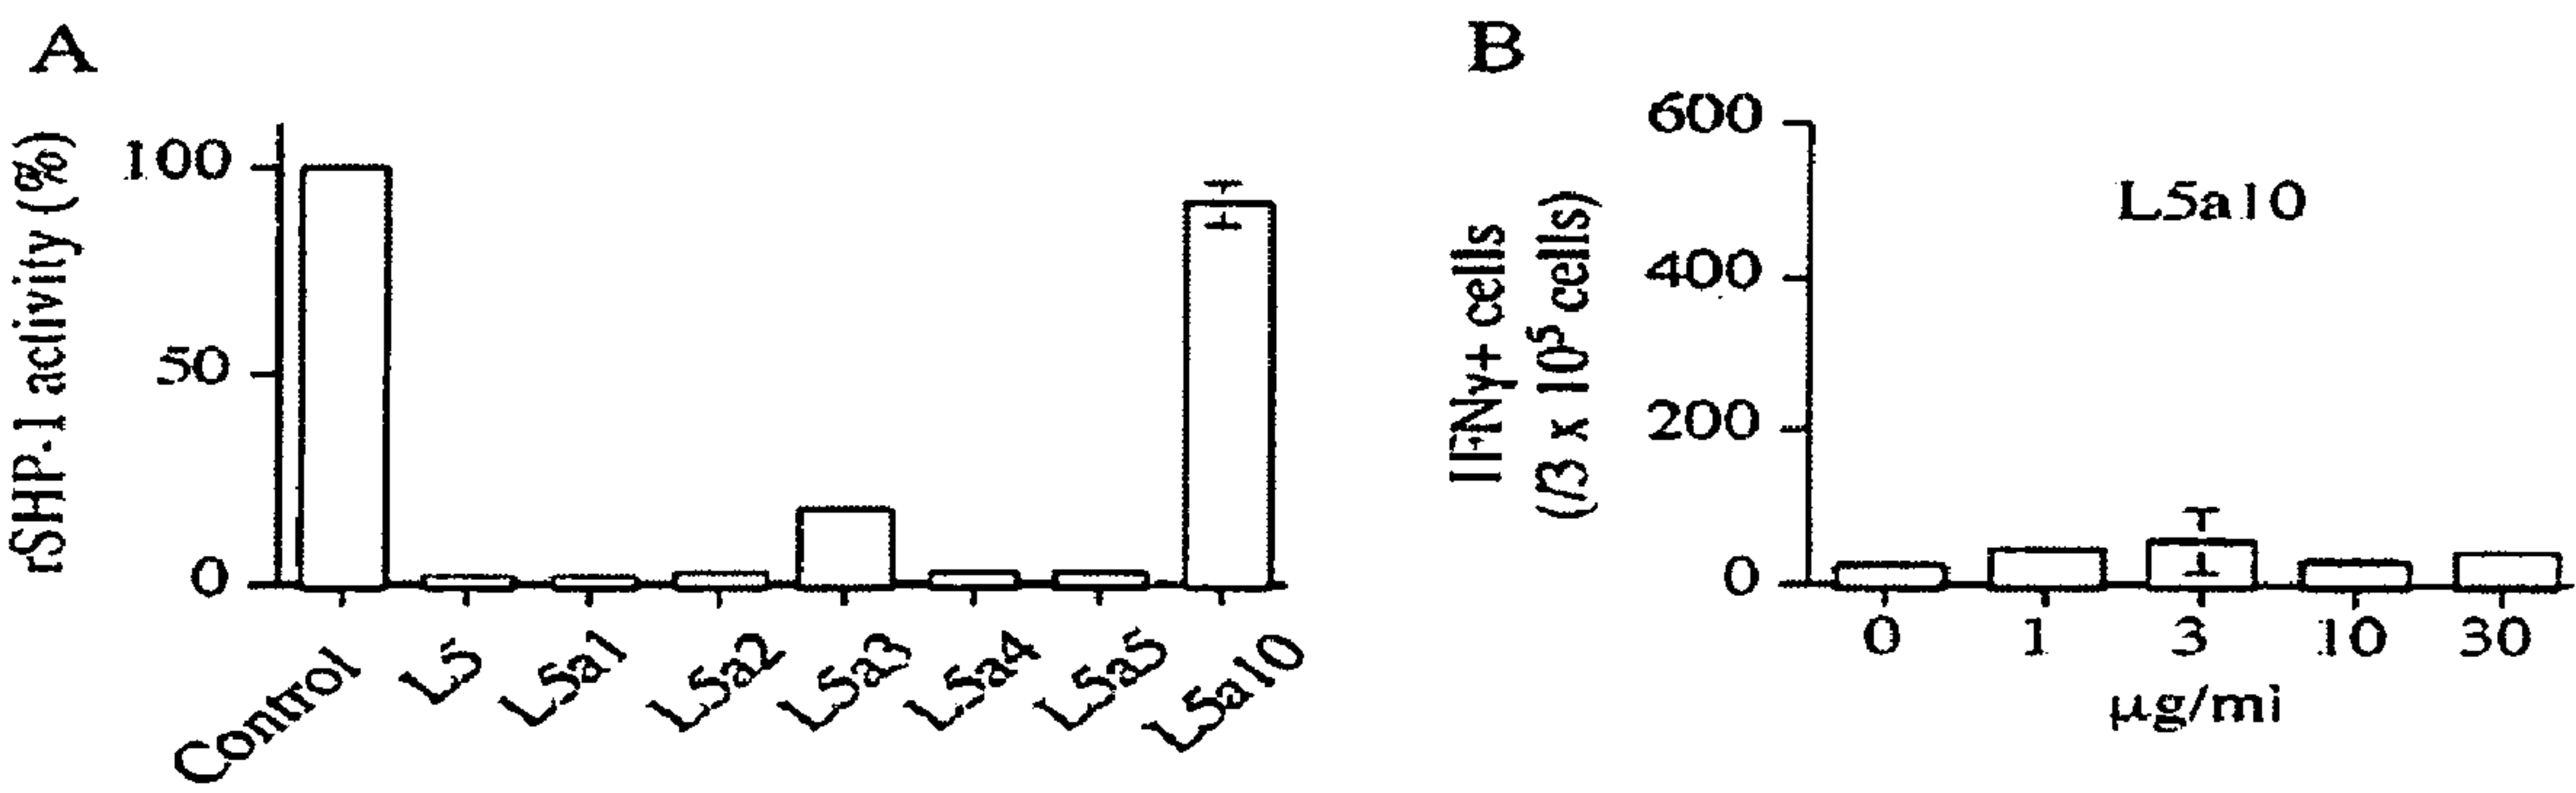 A
rSHP-1 activity (%)
100
50
0
Control
L5
L5a1
L5a2
L5a3
L5a4
L5a5
L5a10
B
IFNγ+ cells
(/3 x 10⁵ cells)
600
400
200
0
L5a10
0 1 3 10 30
µg/mi